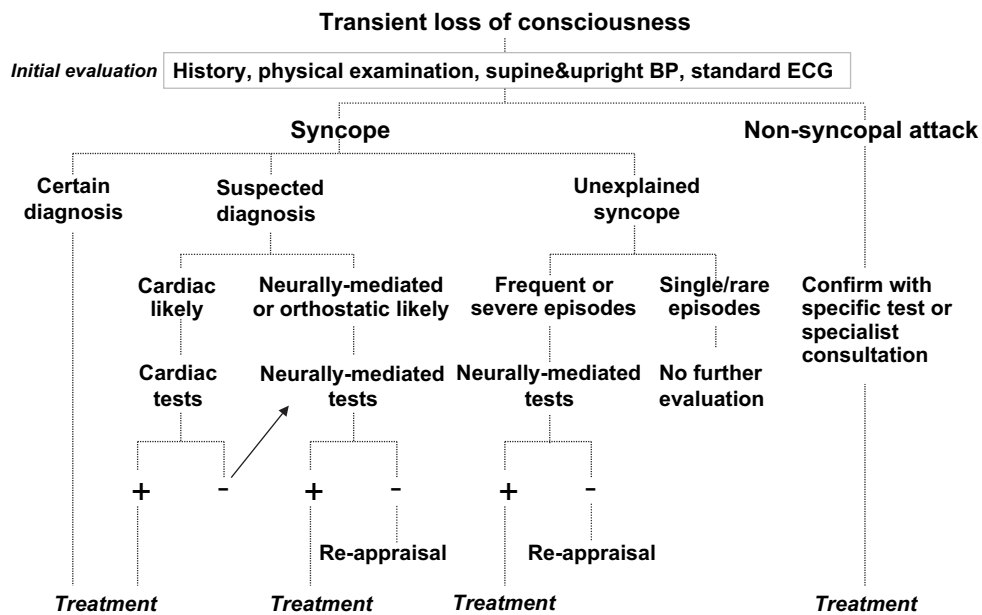 Transient loss of consciousness
Initial evaluation
History, physical examination, supine&upright BP, standard ECG
Syncope
Non-syncopal attack
Certain
diagnosis
Suspected
diagnosis
Unexplained
syncope
Cardiac
likely
Neurally-mediated
or orthostatic likely
Frequent or
severe episodes
Single/rare
episodes
Confirm with
specific test or
specialist
consultation
Cardiac
tests
Neurally-mediated
tests
Neurally-mediated
tests
No further
evaluation
+
-
+
-
+
-
Re-appraisal
Re-appraisal
Treatment
Treatment
Treatment
Treatment